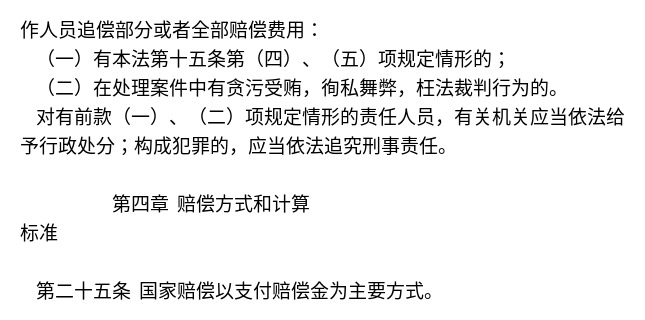 作人员追偿部分或者全部赔偿费用：
（一）有本法第十五条第（四）、（五）项规定情形的；
（二）在处理案件中有贪污受贿，徇私舞弊，枉法裁判行为的。
对有前款（一）、（二）项规定情形的责任人员，有关机关应当依法给
予行政处分；构成犯罪的，应当依法追究刑事责任。
第四章 赔偿方式和计算
标准
第二十五条 国家赔偿以支付赔偿金为主要方式。